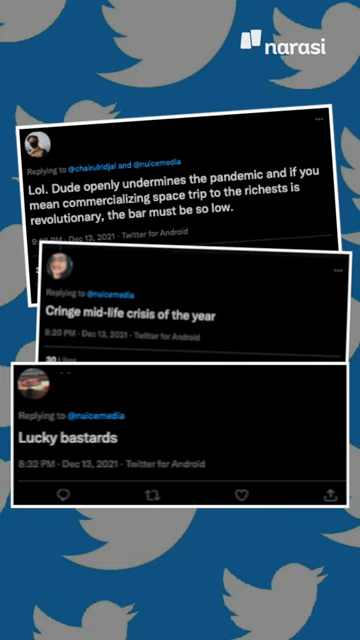 narasi
Replying to @chairulridjal and @nuicemedia
Lol. Dude openly undermines the pandemic and if you
mean commercializing space trip to the richests is
revolutionary, the bar must be so low.
Dec 13, 2021 · Twitter for Android
Replying to @nuicemedia
Cringe mid-life crisis of the year
8:20 PM · Dec 13, 2021 · Twitter for Android
30 Likes
Replying to @nuicemedia
Lucky bastards
8:32 PM · Dec 13, 2021 · Twitter for Android